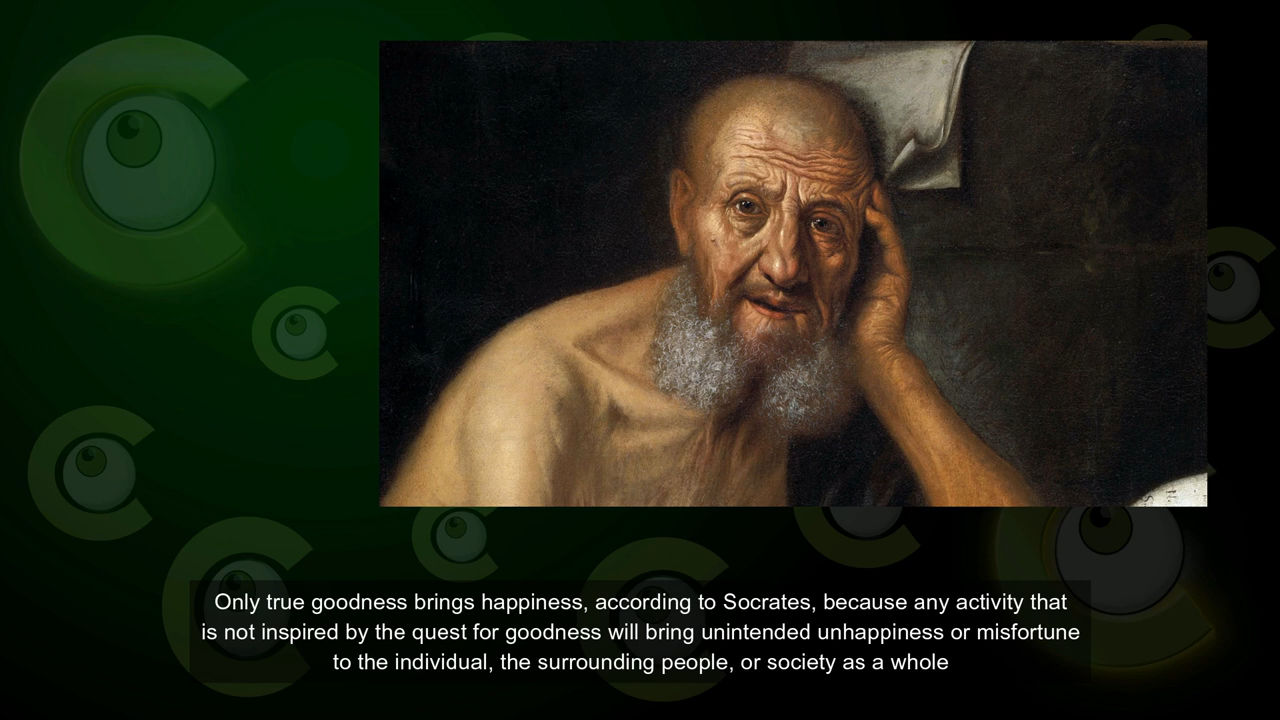 Only true goodness brings happiness, according to Socrates, because any activity that
is not inspired by the quest for goodness will bring unintended unhappiness or misfortune
to the individual, the surrounding people, or society as a whole